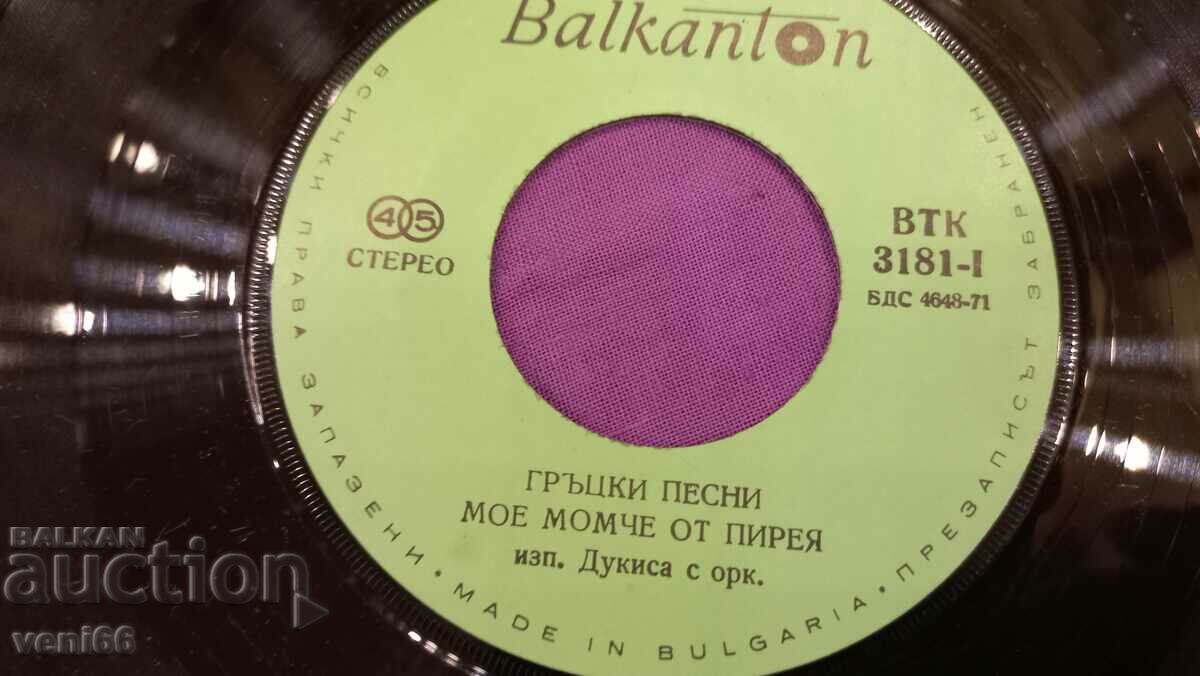 Balkanton
45
СТЕРЕО
ВТК
3181-I
БДС 4648-71
ГРЪЦКИ ПЕСНИ
МОЕ МОМЧЕ ОТ ПИРЕЯ
изп. Дукиса с орк.
ВСИЧКИ ПРАВА ЗАПАЗЕНИ • MADE IN BULGARIA • ПРЕЗАПИСЪТ ЗАБРАНЕН
BALKAN
auction
veni66